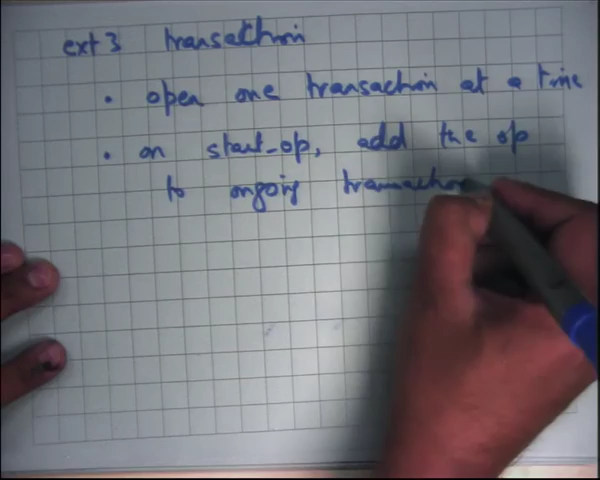 ext3 transaction
• open one transaction at a time
• on start-op, add the op
to ongoing transaction